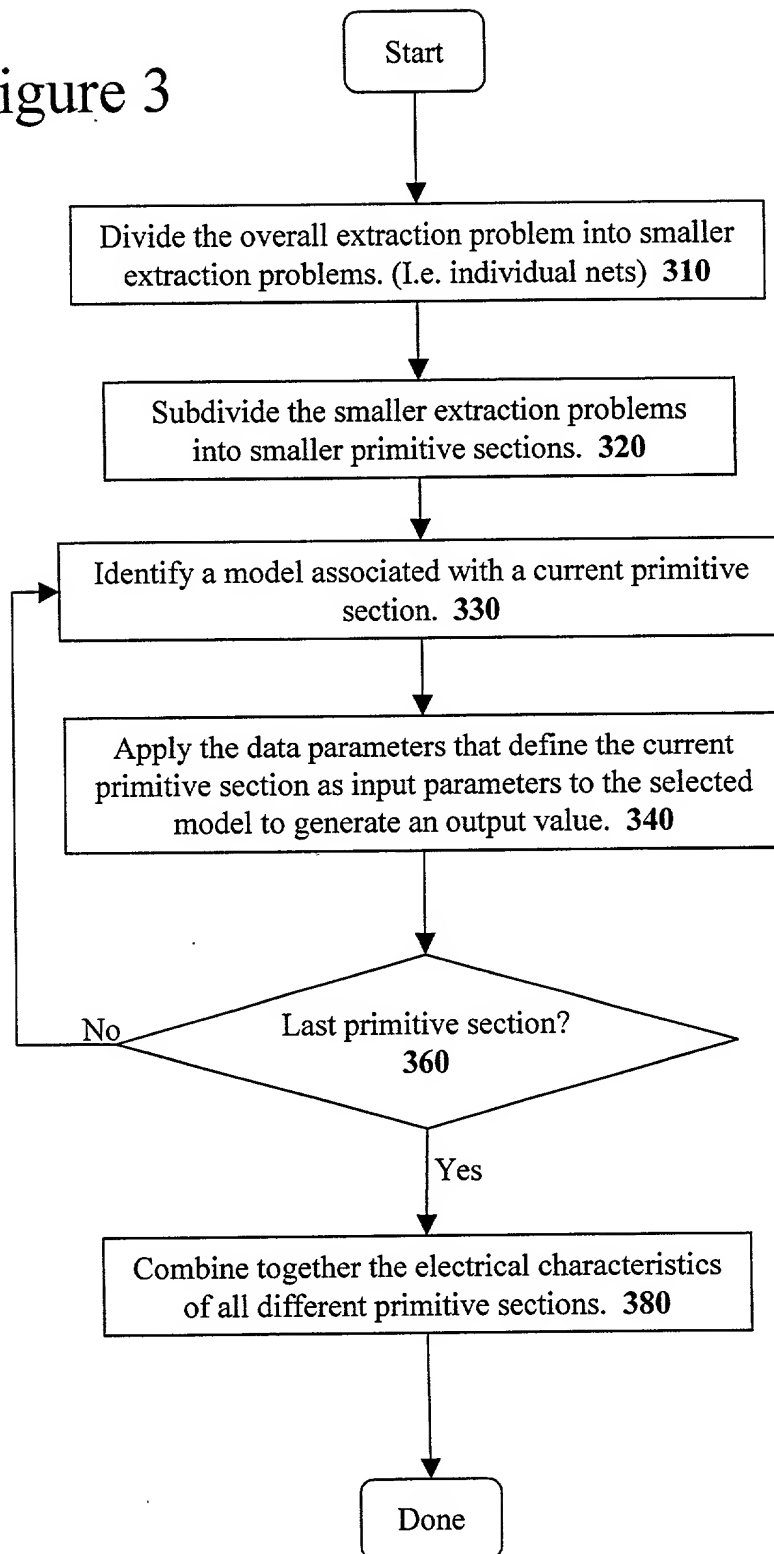 Start
igure 3
Divide the overall extraction problem into smaller
extraction problems. (I.e. individual nets) 310
Subdivide the smaller extraction problems
into smaller primitive sections. 320
Identify a model associated with a current primitive
section. 330
Apply the data parameters that define the current
primitive section as input parameters to the selected
model to generate an output value. 340
No
Last primitive section?
360
Yes
Combine together the electrical characteristics
of all different primitive sections. 380
Done